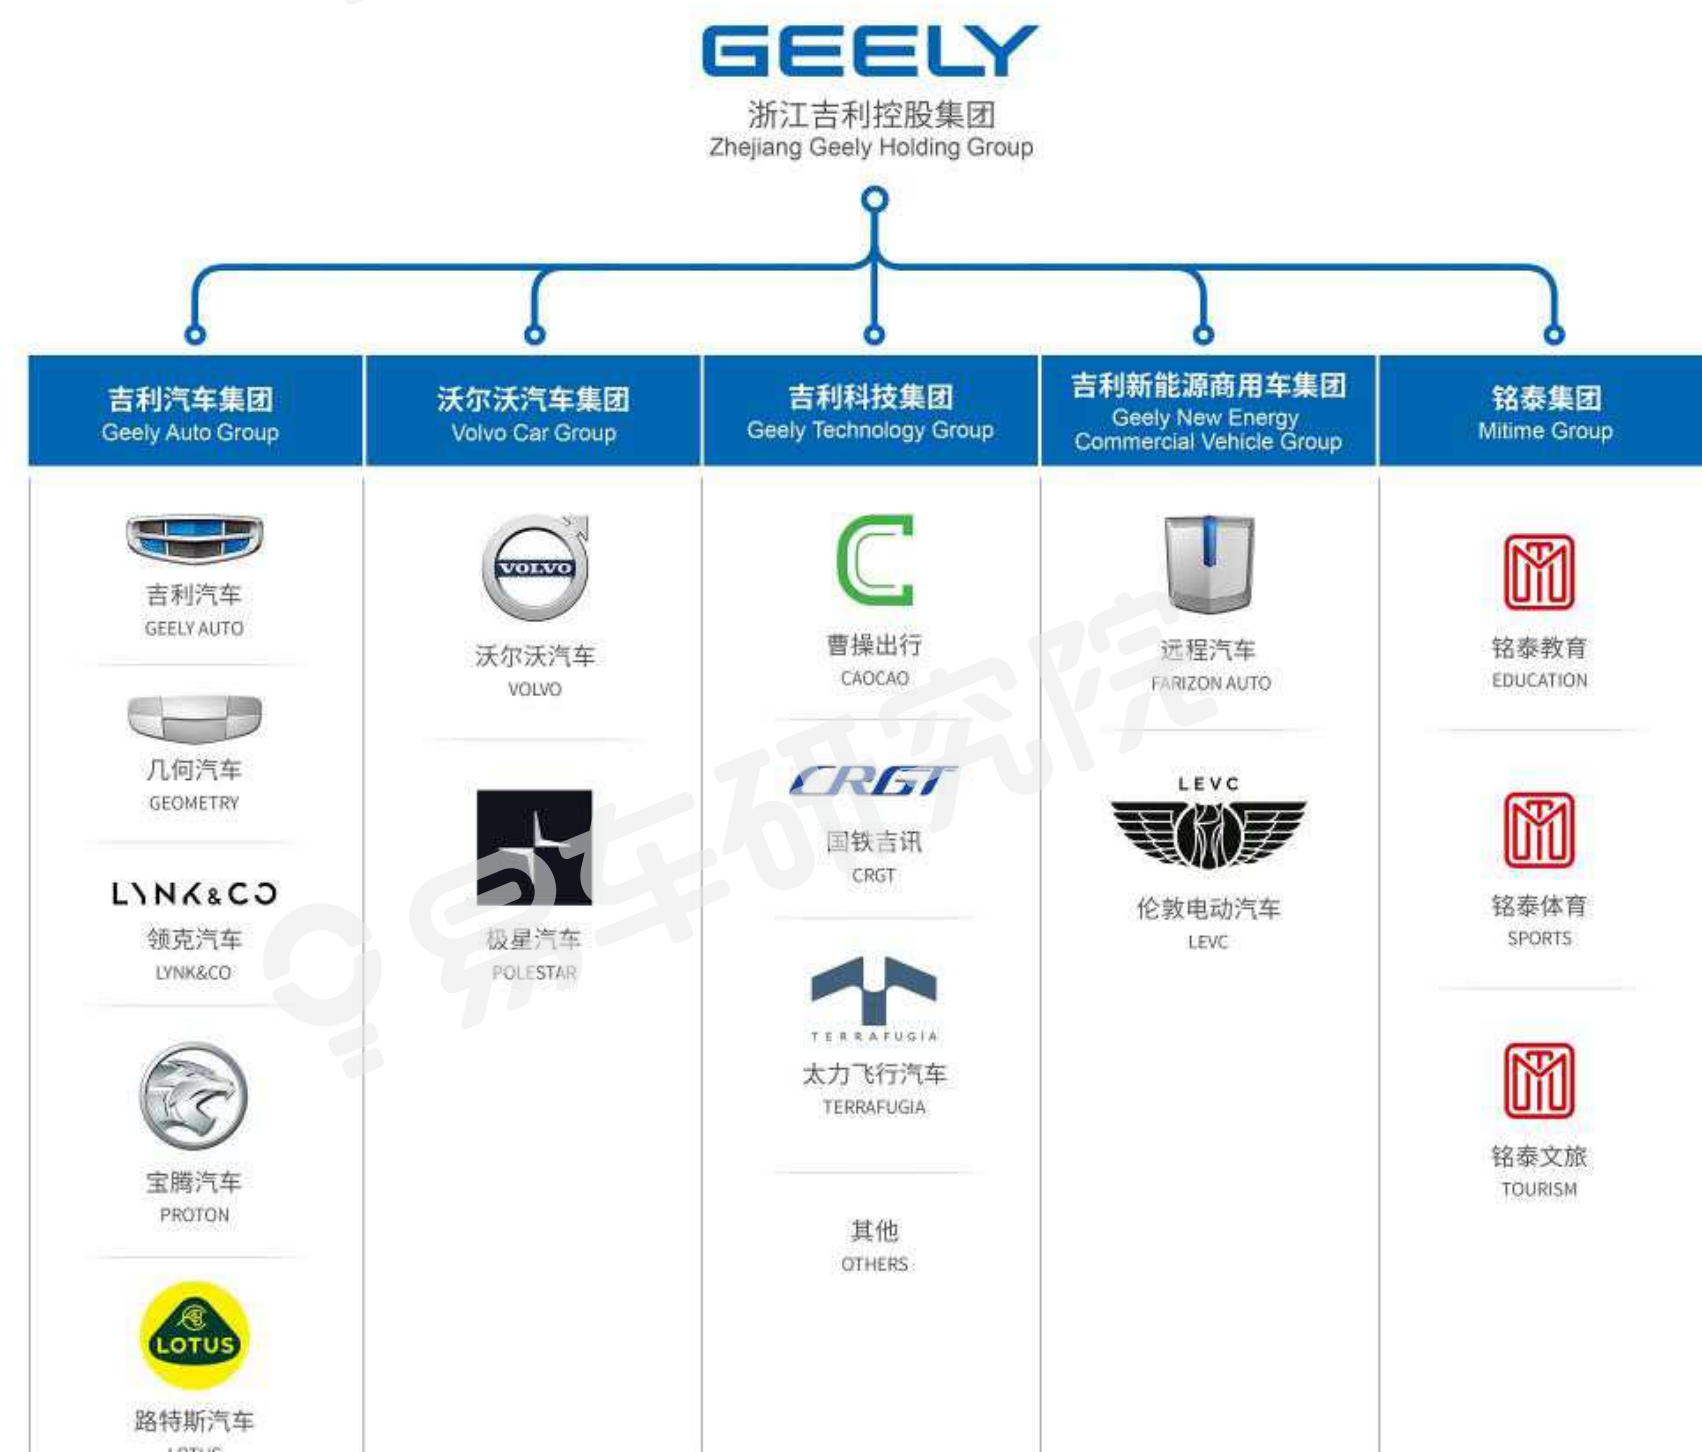 GEELY
浙江吉利控股集团
Zhejiang Geely Holding Group
吉利汽车集团
Geely Auto Group
吉利汽车
GEELY AUTO
几何汽车
GEOMETRY
LYNK&CO
领克汽车
LYNK&CO
宝腾汽车
PROTON
LOTUS
路特斯汽车
LOTUS
沃尔沃汽车集团
Volvo Car Group
VOLVO
沃尔沃汽车
VOLVO
极星汽车
POLESTAR
吉利科技集团
Geely Technology Group
曹操出行
CAOCAO
CRGT
国铁吉讯
CRGT
TERRAFUGIA
太力飞行汽车
TERRAFUGIA
其他
OTHERS
吉利新能源商用车集团
Geely New Energy
Commercial Vehicle Group
远程汽车
FARIZON AUTO
LEVC
伦敦电动汽车
LEVC
铭泰集团
Mitime Group
铭泰教育
EDUCATION
铭泰体育
SPORTS
铭泰文旅
TOURISM
易车研究院